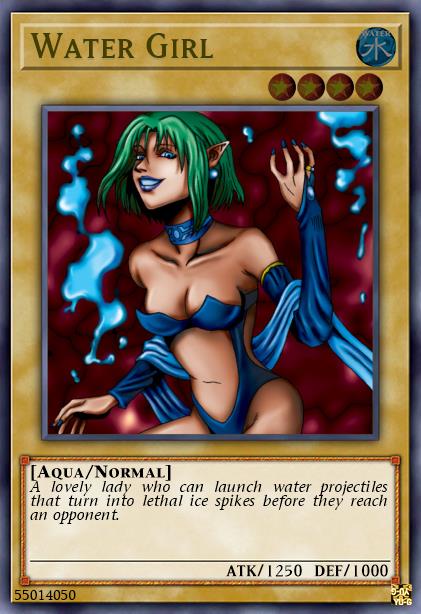 WATER GIRL
WATER
水
[AQUA/NORMAL]
A lovely lady who can launch water projectiles
that turn into lethal ice spikes before they reach
an opponent.
ATK/1250 DEF/1000
55014050